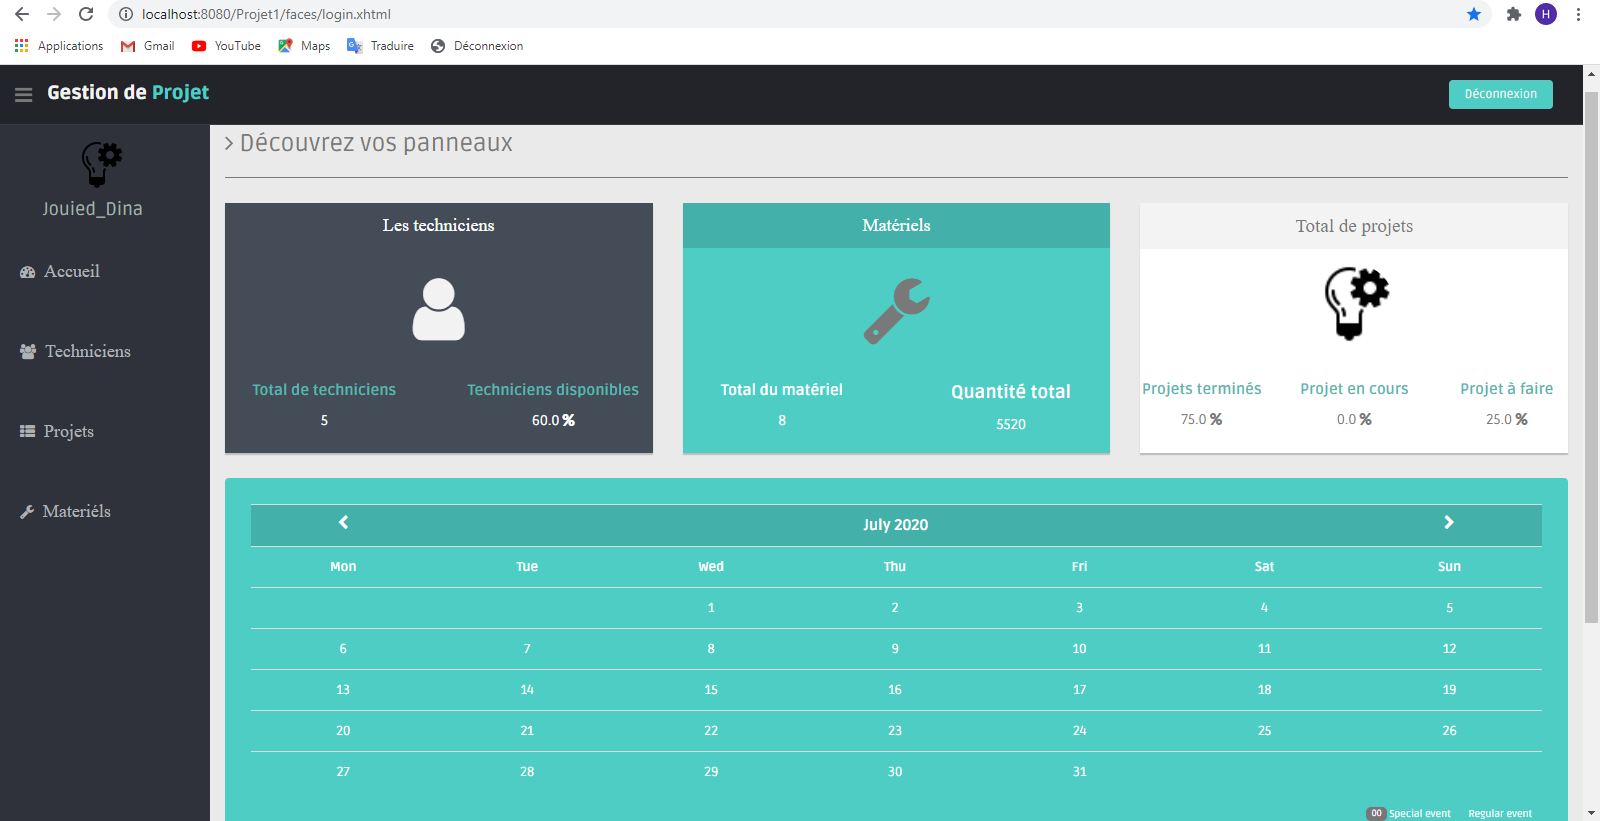 localhost:8080/Projet1/faces/login.xhtml
H
Applications Gmail YouTube Maps Traduire Déconnexion
Gestion de Projet
Déconnexion
Jouied_Dina
Accueil
Techniciens
Projets
Materiéls
Découvrez vos panneaux
Les techniciens
Total de techniciens Techniciens disponibles
5 60.0 %
Matériels
Total du matériel Quantité total
8 5520
Total de projets
Projets terminés Projet en cours Projet à faire
75.0 % 0.0 % 25.0 %
July 2020
Mon Tue Wed Thu Fri Sat Sun
1 2 3 4 5
6 7 8 9 10 11 12
13 14 15 16 17 18 19
20 21 22 23 24 25 26
27 28 29 30 31
00 Special event Regular event